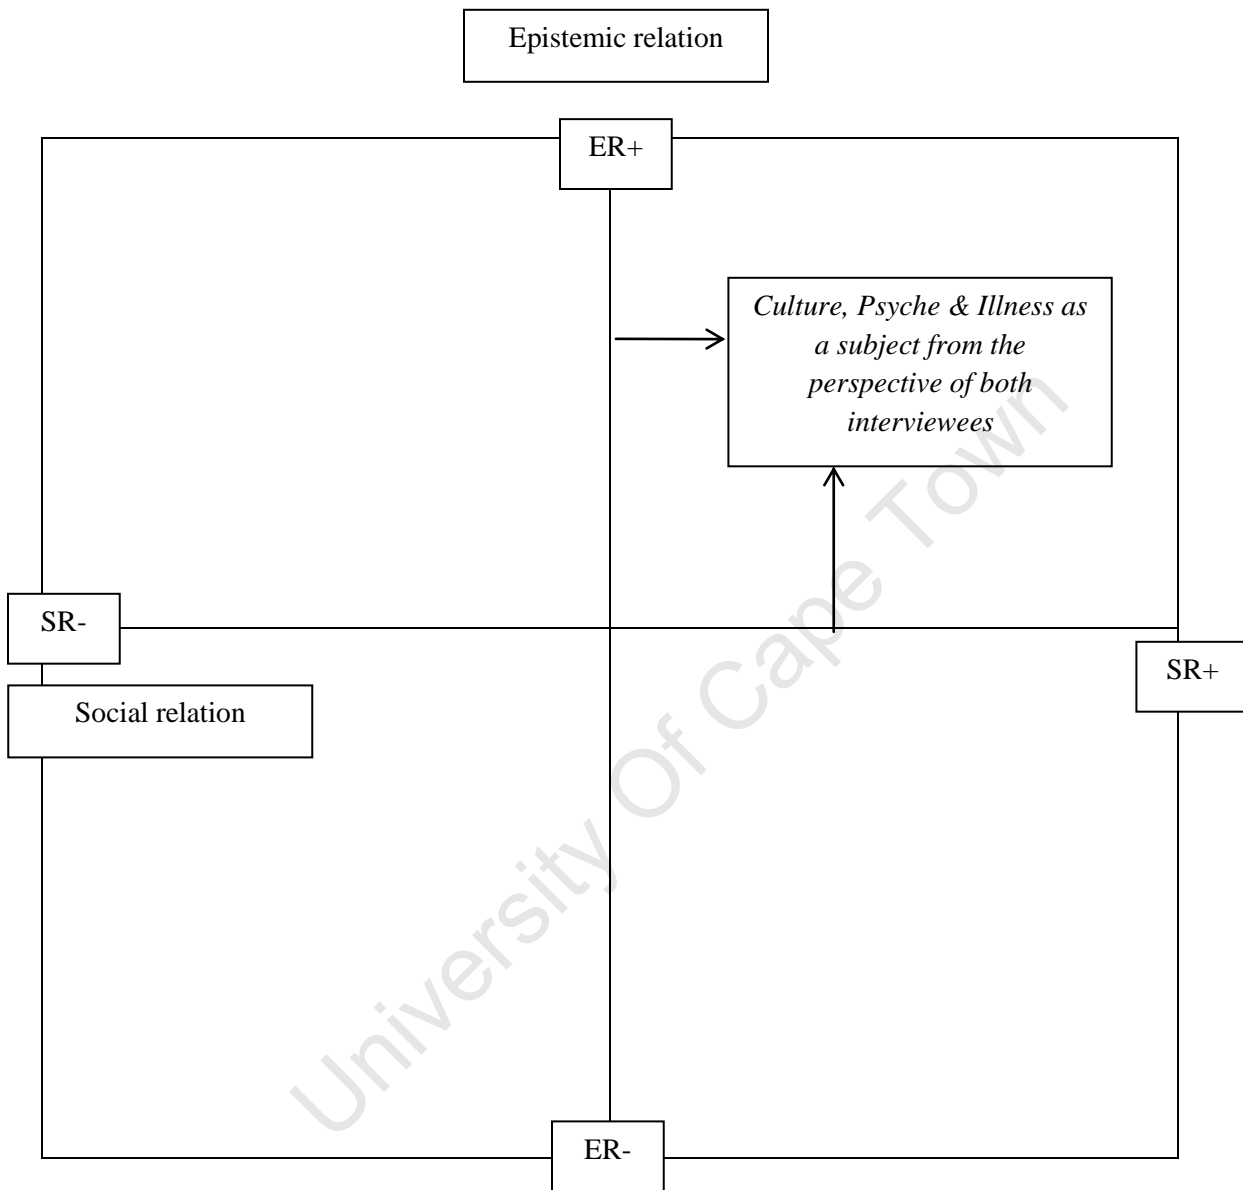 Epistemic relation
ER+
Culture, Psyche & Illness as
a subject from the
perspective of both
interviewees
SR-
SR+
Social relation
University Of Cape Town
ER-